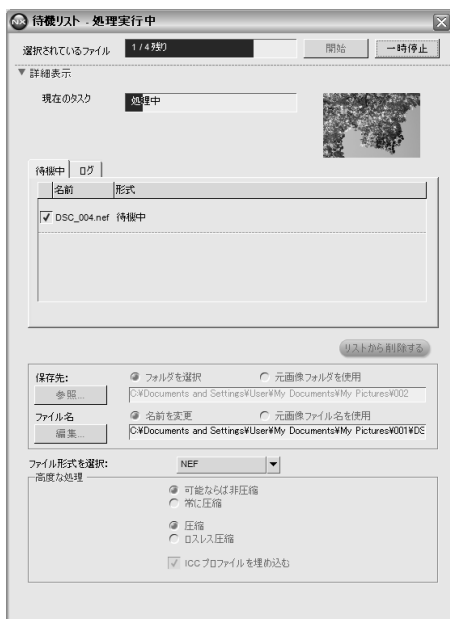 待機リスト - 処理実行中
選択されているファイル 1 / 4 残り 開始 一時停止
▼ 詳細表示
現在のタスク 処理中
待機中 ログ
名前 形式
DSC_004.nef 待機中
リストから削除する
保存先: フォルダを選択 元画像フォルダを使用
参照... C:¥Documents and Settings¥User¥My Documents¥My Pictures¥002
ファイル名 名前を変更 元画像ファイル名を使用
編集... C:¥Documents and Settings¥User¥My Documents¥My Pictures¥001¥DS
ファイル形式を選択: NEF
高度な処理
可能ならば非圧縮
常に圧縮
圧縮
ロスレス圧縮
ICC プロファイルを埋め込む